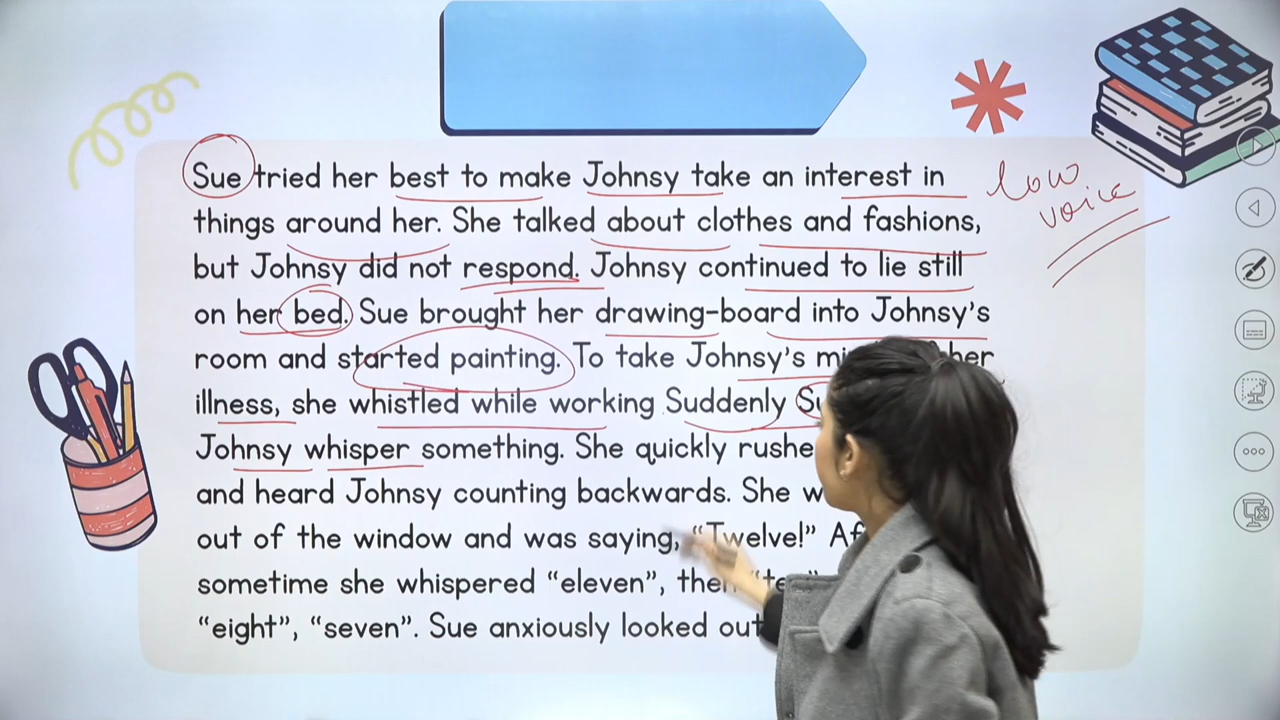 Sue tried her best to make Johnsy take an interest in
things around her. She talked about clothes and fashions,
but Johnsy did not respond. Johnsy continued to lie still
on her bed. Sue brought her drawing-board into Johnsy's
room and started painting. To take Johnsy's her
illness, she whistled while working Suddenly
Johnsy whisper something. She quickly
and heard Johnsy counting backwards. She
out of the window and was saying, “Twelve!”
sometime she whispered “eleven”, then
“eight”, “seven”. Sue anxiously looked out
low
voice